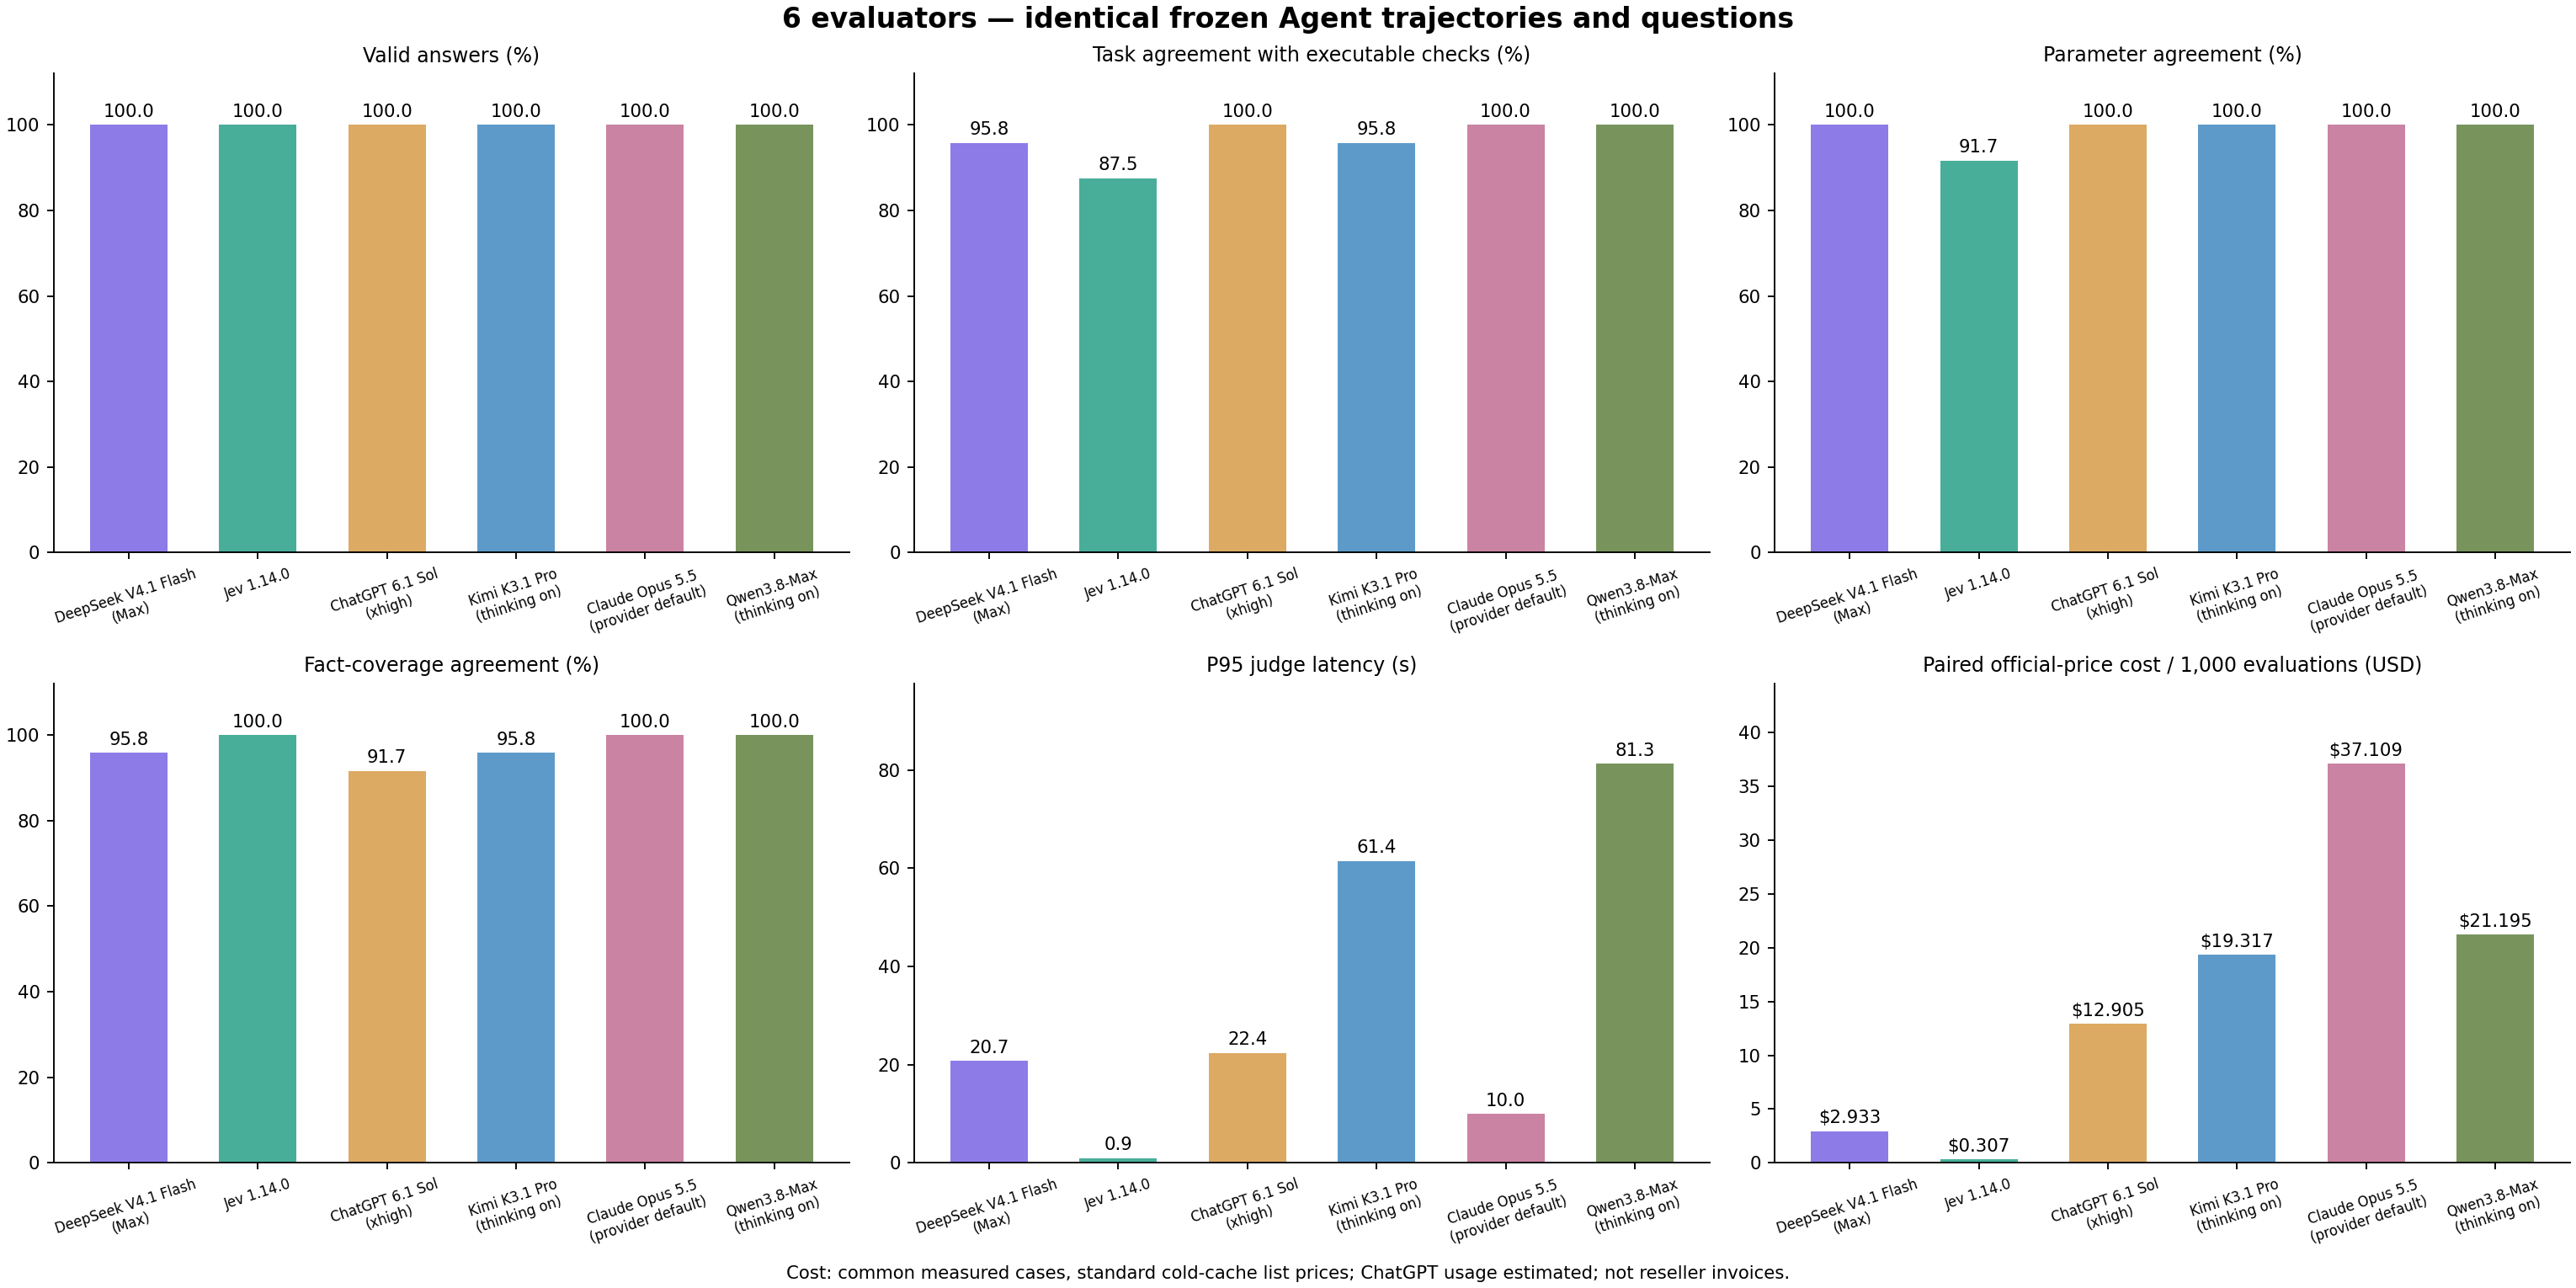 6 evaluators — identical frozen Agent trajectories and questions
Valid answers (%)
100.0 100.0 100.0 100.0 100.0 100.0
100
80
60
40
20
0
DeepSeek V4.1 Flash
(Max)
Jev 1.14.0
ChatGPT 6.1 Sol
(xhigh)
Kimi K3.1 Pro
(thinking on)
Claude Opus 5.5
(provider default)
Qwen3.8-Max
(thinking on)
Task agreement with executable checks (%)
95.8 87.5 100.0 95.8 100.0 100.0
100
80
60
40
20
0
DeepSeek V4.1 Flash
(Max)
Jev 1.14.0
ChatGPT 6.1 Sol
(xhigh)
Kimi K3.1 Pro
(thinking on)
Claude Opus 5.5
(provider default)
Qwen3.8-Max
(thinking on)
Parameter agreement (%)
100.0 91.7 100.0 100.0 100.0 100.0
100
80
60
40
20
0
DeepSeek V4.1 Flash
(Max)
Jev 1.14.0
ChatGPT 6.1 Sol
(xhigh)
Kimi K3.1 Pro
(thinking on)
Claude Opus 5.5
(provider default)
Qwen3.8-Max
(thinking on)
Fact-coverage agreement (%)
95.8 100.0 91.7 95.8 100.0 100.0
100
80
60
40
20
0
DeepSeek V4.1 Flash
(Max)
Jev 1.14.0
ChatGPT 6.1 Sol
(xhigh)
Kimi K3.1 Pro
(thinking on)
Claude Opus 5.5
(provider default)
Qwen3.8-Max
(thinking on)
P95 judge latency (s)
20.7 0.9 22.4 61.4 10.0 81.3
80
60
40
20
0
DeepSeek V4.1 Flash
(Max)
Jev 1.14.0
ChatGPT 6.1 Sol
(xhigh)
Kimi K3.1 Pro
(thinking on)
Claude Opus 5.5
(provider default)
Qwen3.8-Max
(thinking on)
Paired official-price cost / 1,000 evaluations (USD)
$2.933 $0.307 $12.905 $19.317 $37.109 $21.195
40
35
30
25
20
15
10
5
0
DeepSeek V4.1 Flash
(Max)
Jev 1.14.0
ChatGPT 6.1 Sol
(xhigh)
Kimi K3.1 Pro
(thinking on)
Claude Opus 5.5
(provider default)
Qwen3.8-Max
(thinking on)
Cost: common measured cases, standard cold-cache list prices; ChatGPT usage estimated; not reseller invoices.